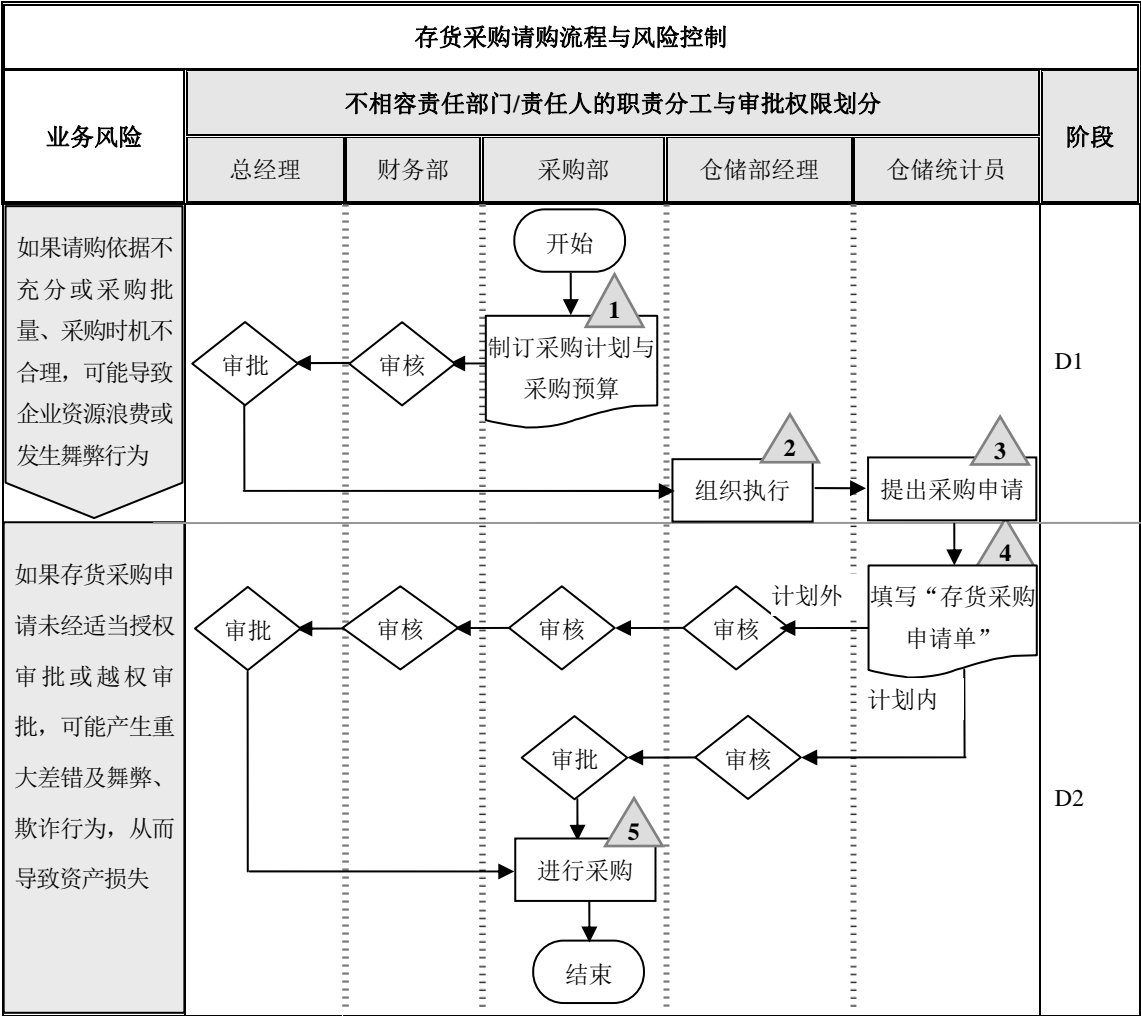 存货采购请购流程与风险控制
业务风险
不相容责任部门/责任人的职责分工与审批权限划分
阶段
总经理
财务部
采购部
仓储部经理
仓储统计员
如果请购依据不
充分或采购批
量、采购时机不
合理，可能导致
企业资源浪费或
发生舞弊行为
开始
1
制订采购计划与
采购预算
审核
审批
D1
2
组织执行
3
提出采购申请
如果存货采购申
请未经适当授权
审批或越权审
批，可能产生重
大差错及舞弊、
欺诈行为，从而
导致资产损失
4
填写“存货采购
申请单”
计划外
审核
审核
审核
审批
计划内
审核
审批
D2
5
进行采购
结束